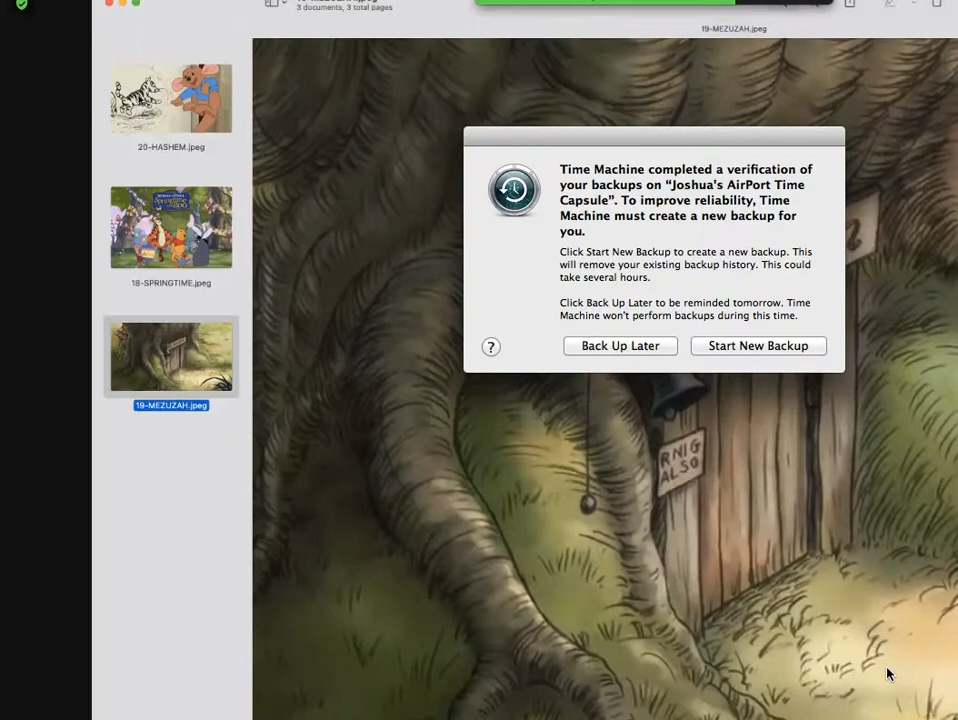 3 documents, 3 total pages
19-MEZUZAH.jpeg
20-HASHEM.jpeg
18-SPRINGTIME.jpeg
19-MEZUZAH.jpeg
Time Machine completed a verification of
your backups on “Joshua's AirPort Time
Capsule”. To improve reliability, Time
Machine must create a new backup for
you.
Click Start New Backup to create a new backup. This
will remove your existing backup history. This could
take several hours.
Click Back Up Later to be reminded tomorrow. Time
Machine won't perform backups during this time.
?
Back Up Later
Start New Backup
RNIG
ALSO